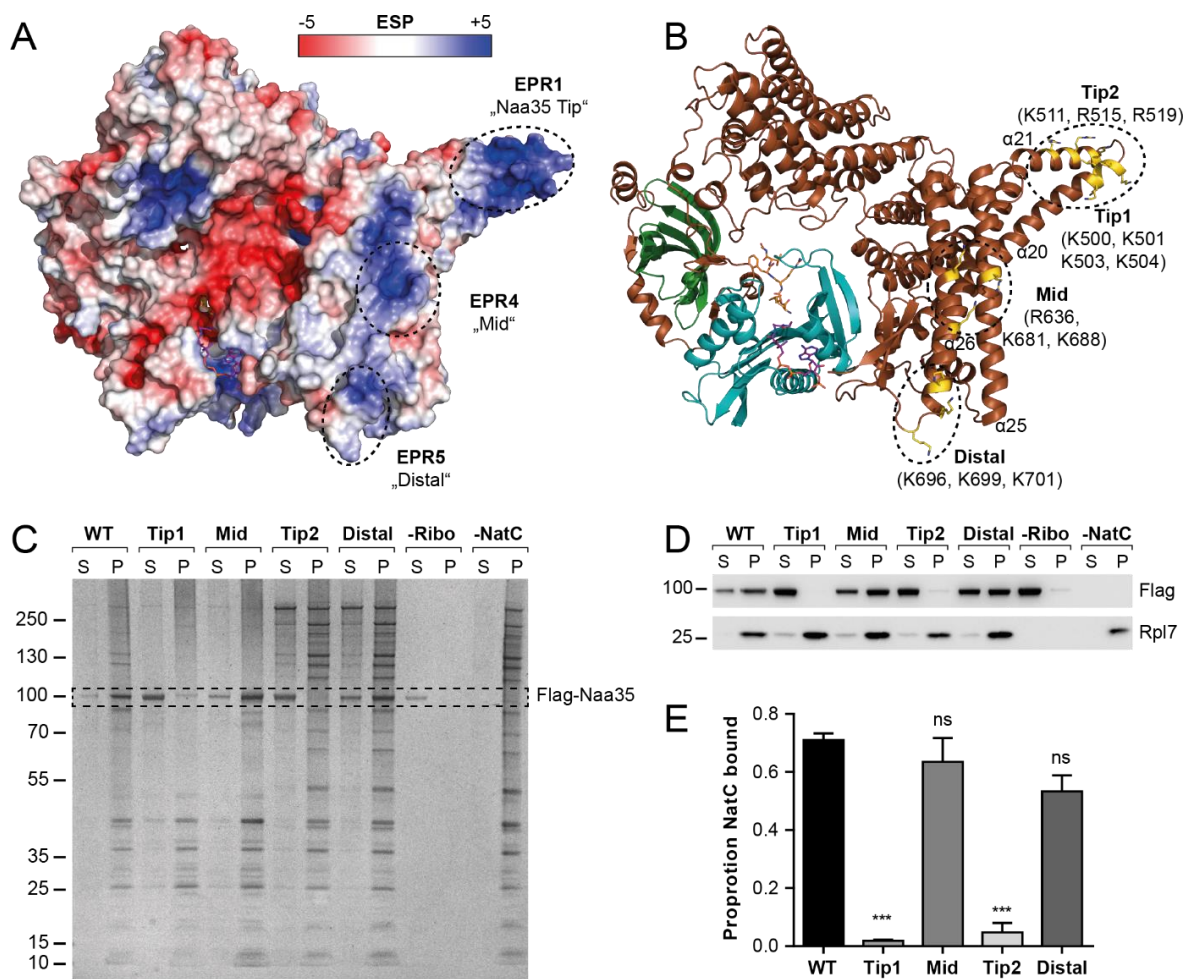 A
-5 ESP +5
EPR1
„Naa35 Tip“
EPR4
„Mid“
EPR5
„Distal“
B
Tip2
(K511, R515, R519)
α21
Tip1
(K500, K501
K503, K504)
α20
Mid
(R636,
K681, K688)
α26
α25
Distal
(K696, K699, K701)
C
WT Tip1 Mid Tip2 Distal -Ribo -NatC
S P S P S P S P S P S P S P
250
130
100
70
55
35
25
15
10
Flag-Naa35
D
WT Tip1 Mid Tip2 Distal -Ribo -NatC
S P S P S P S P S P S P S P
100 Flag
25 Rpl7
E
Proprotion NatC bound
0.8
0.6
0.4
0.2
0.0
ns
ns
***
***
WT Tip1 Mid Tip2 Distal